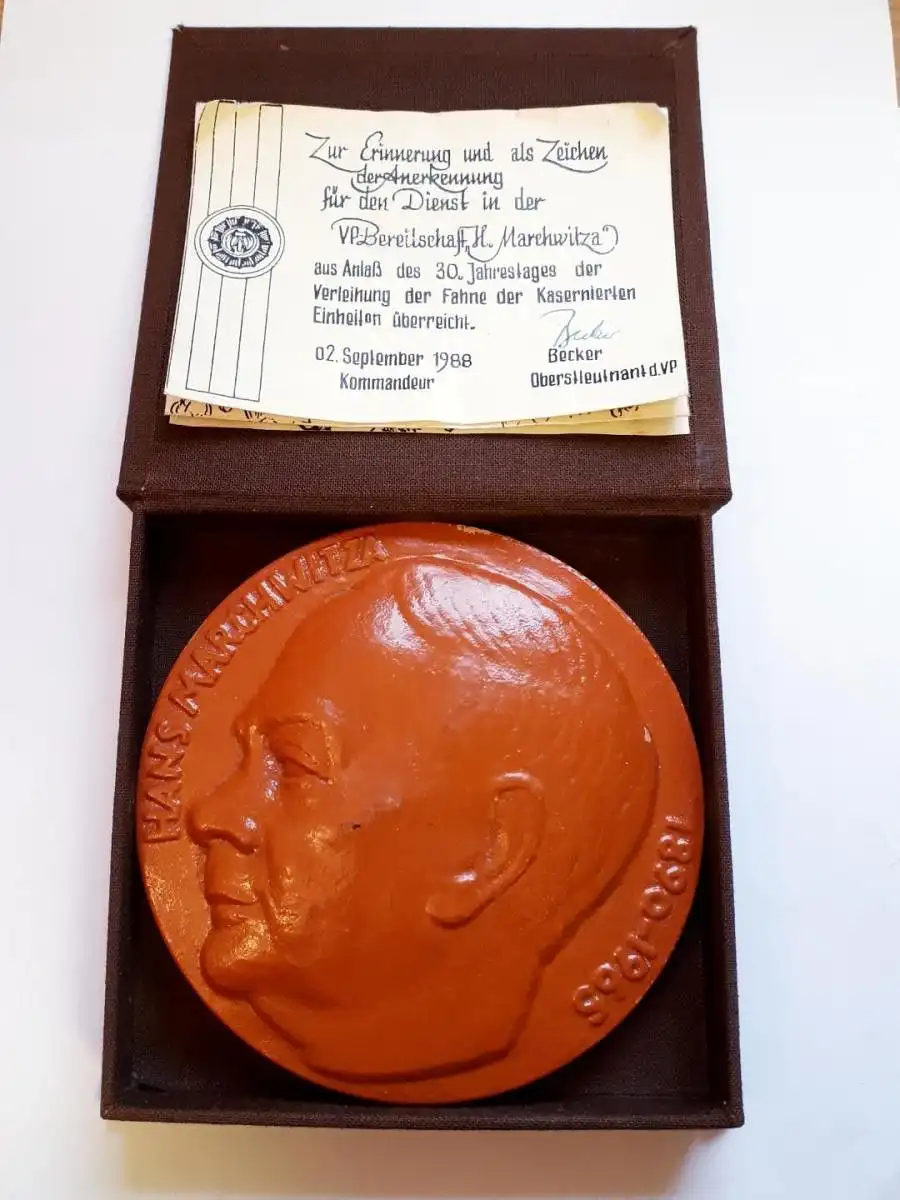 Zur Erinnerung und als Zeichen
der Anerkennung
für den Dienst in der
VP-Bereitschaft „H. Marchwitza"
aus Anlaß des 30. Jahrestages der
Verleihung der Fahne der Kasernierten
Einheiten überreicht.
02. September 1988
Kommandeur
Becker
Becker
Oberstleutnant d. VP
HANS MARCHWITZA
1890-1965